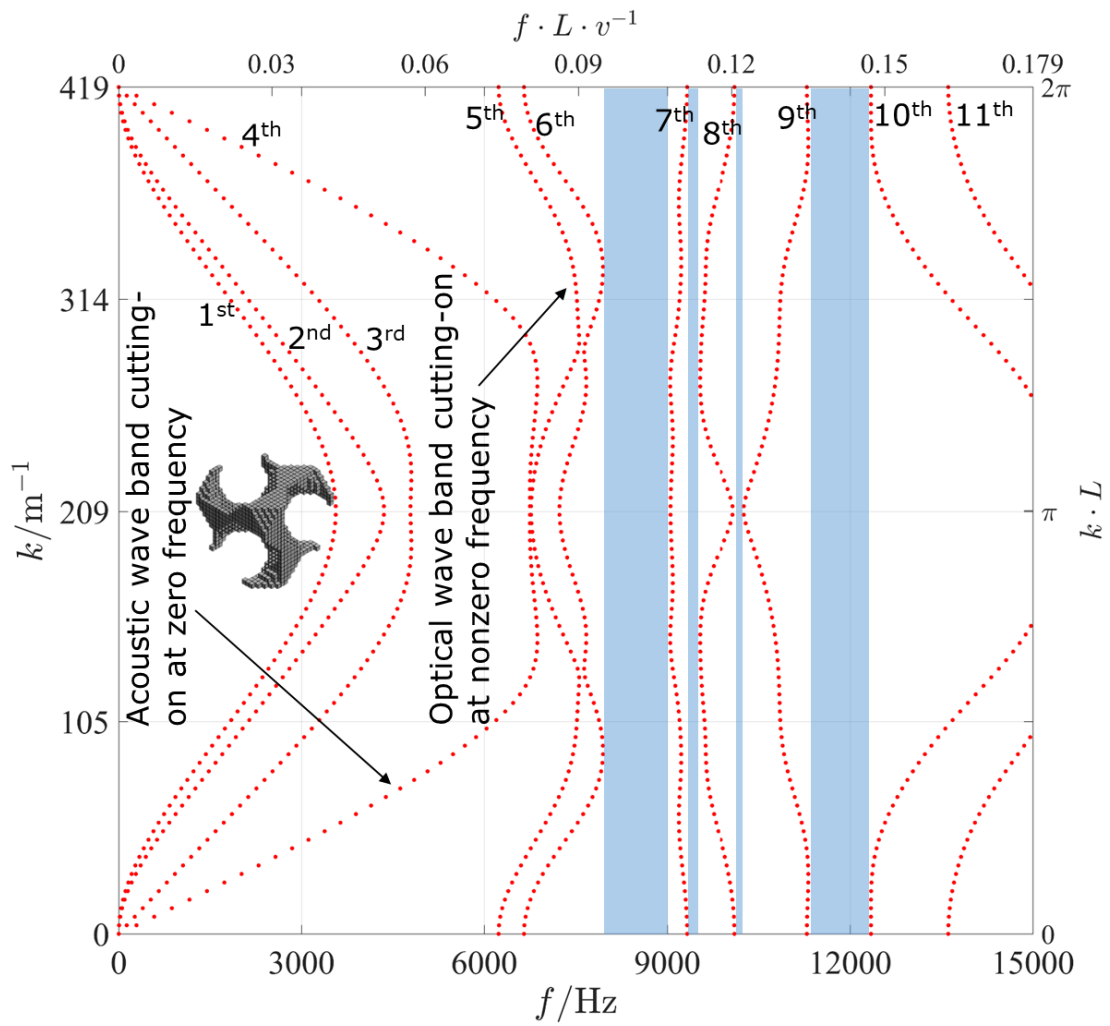 f · L · v⁻¹
0 0.03 0.06 0.09 0.12 0.15 0.179
419 2π
4th 5th 6th 7th 8th 9th 10th 11th
314
1st 2nd 3rd
Acoustic wave band cutting-
on at zero frequency
Optical wave band cutting-on
at nonzero frequency
k/m⁻¹
209 π
k · L
105
0 0
0 3000 6000 9000 12000 15000
f/Hz